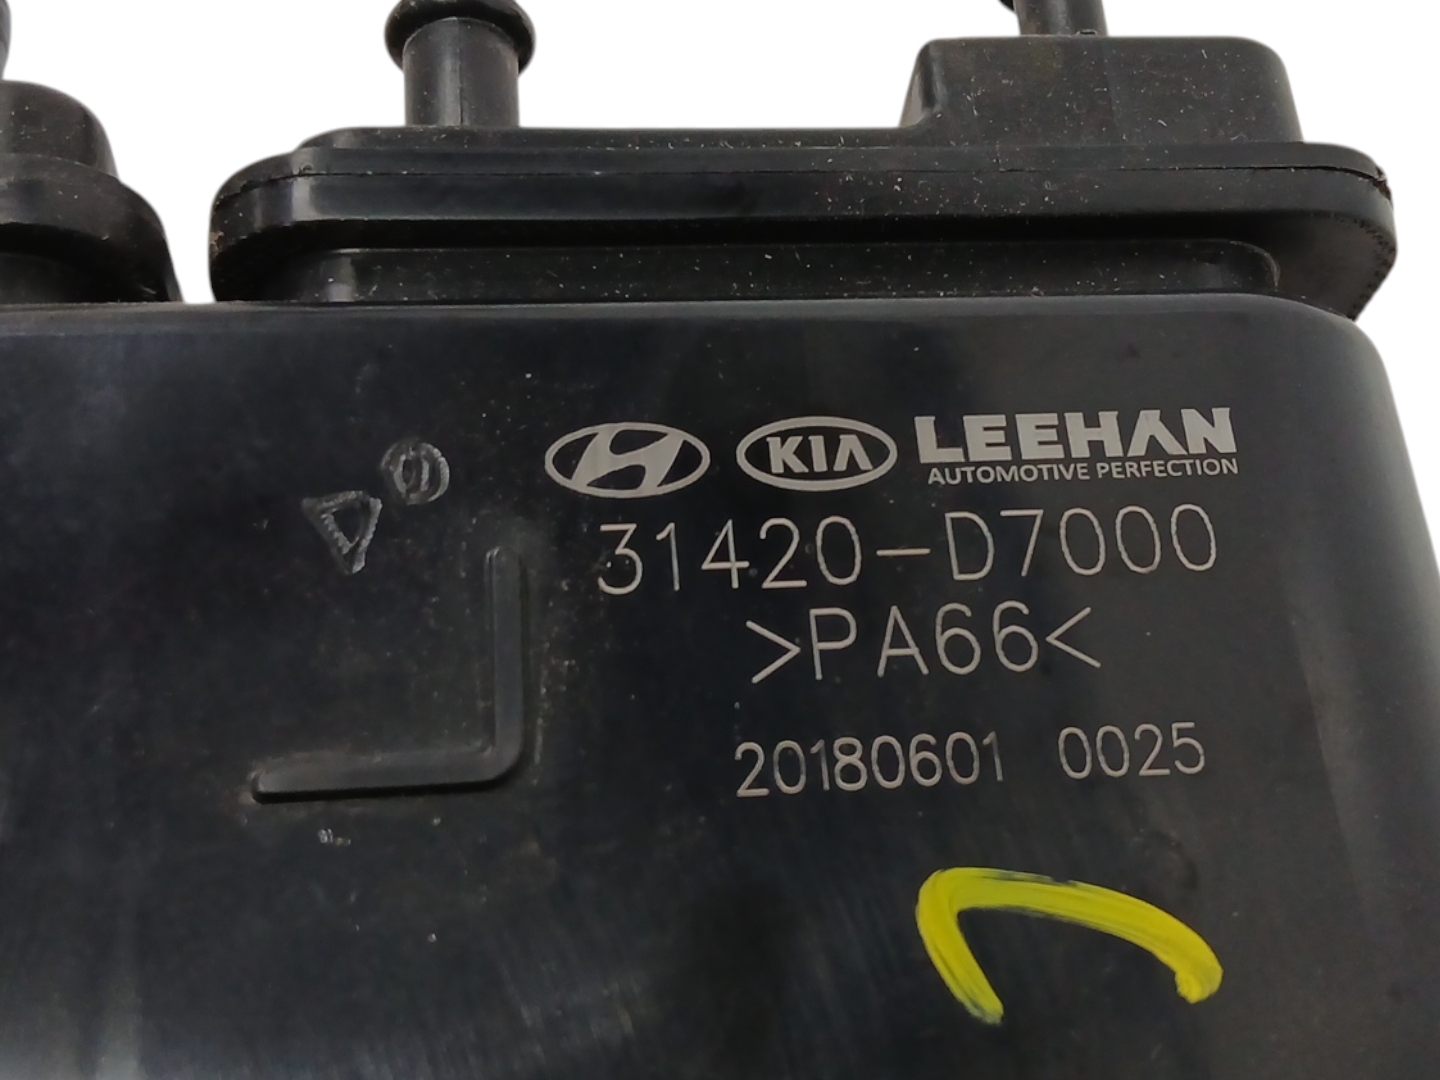 KIA LEEHAN
AUTOMOTIVE PERFECTION
31420-D7000
>PA66<
20180601 0025